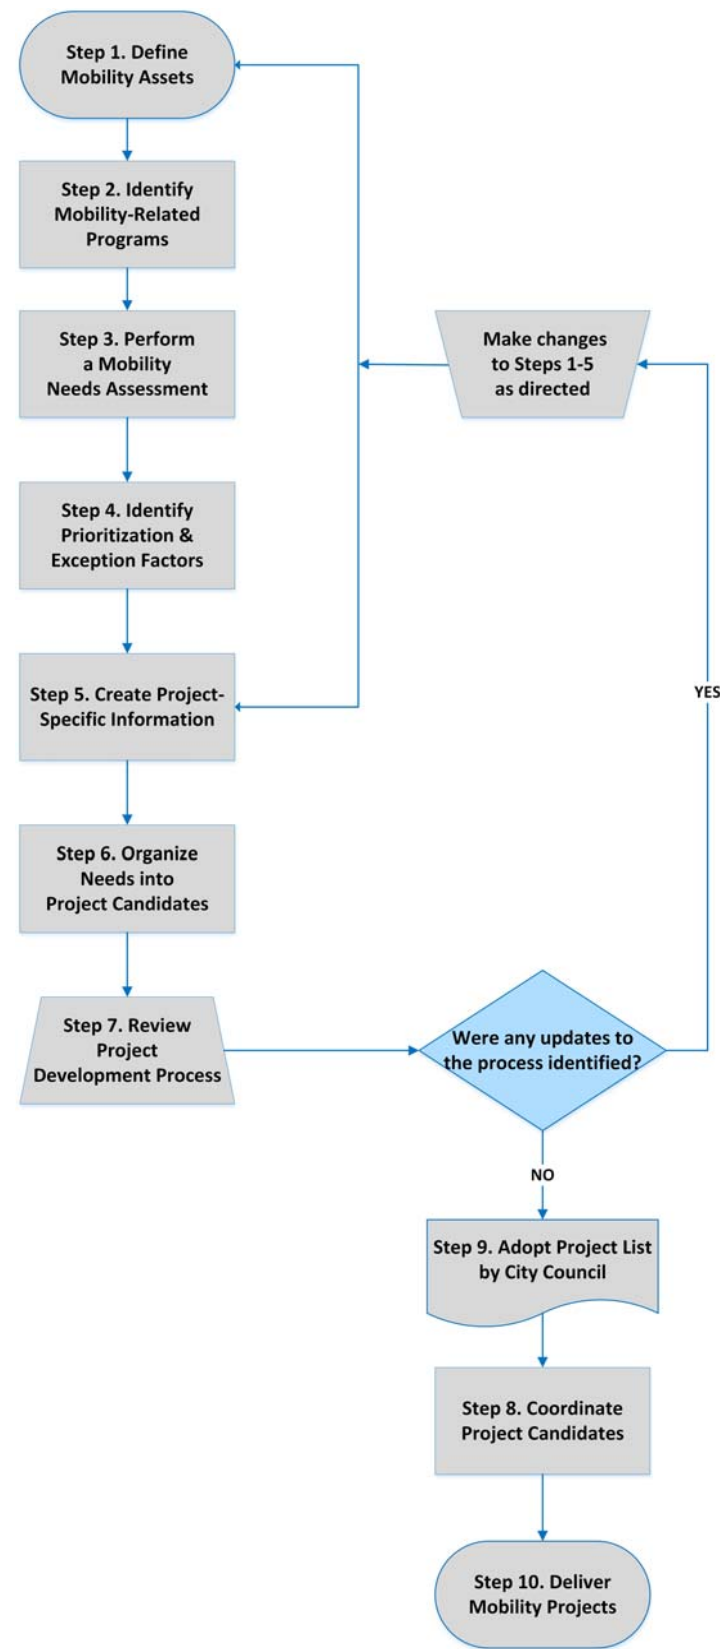 Step 1. Define
Mobility Assets
Step 2. Identify
Mobility-Related
Programs
Step 3. Perform
a Mobility
Needs Assessment
Make changes
to Steps 1-5
as directed
Step 4. Identify
Prioritization &
Exception Factors
Step 5. Create Project-
Specific Information
YES
Step 6. Organize
Needs into
Project Candidates
Step 7. Review
Project
Development Process
Were any updates to
the process identified?
NO
Step 9. Adopt Project List
by City Council
Step 8. Coordinate
Project Candidates
Step 10. Deliver
Mobility Projects